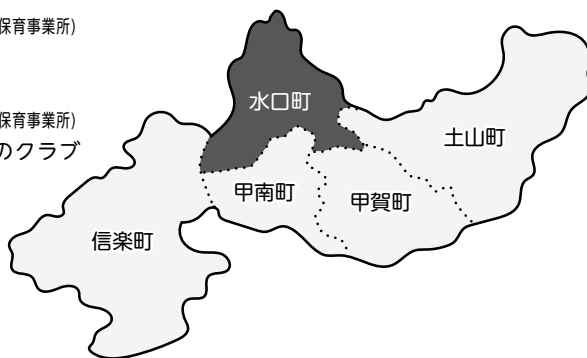 保育事業所)
保育事業所)
のクラブ
水口町
土山町
甲南町
甲賀町
信楽町